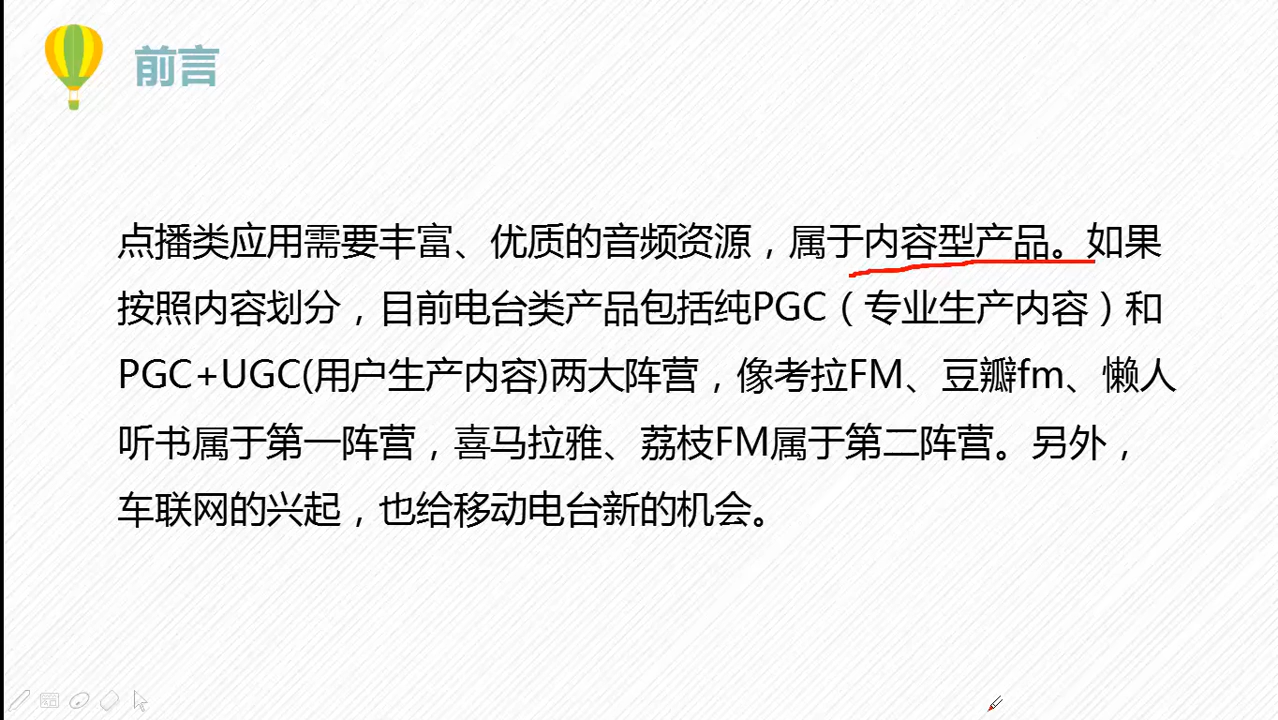 前言
点播类应用需要丰富、优质的音频资源，属于内容型产品。如果
按照内容划分，目前电台类产品包括纯PGC（专业生产内容）和
PGC+UGC(用户生产内容)两大阵营，像考拉FM、豆瓣fm、懒人
听书属于第一阵营，喜马拉雅、荔枝FM属于第二阵营。另外，
车联网的兴起，也给移动电台新的机会。